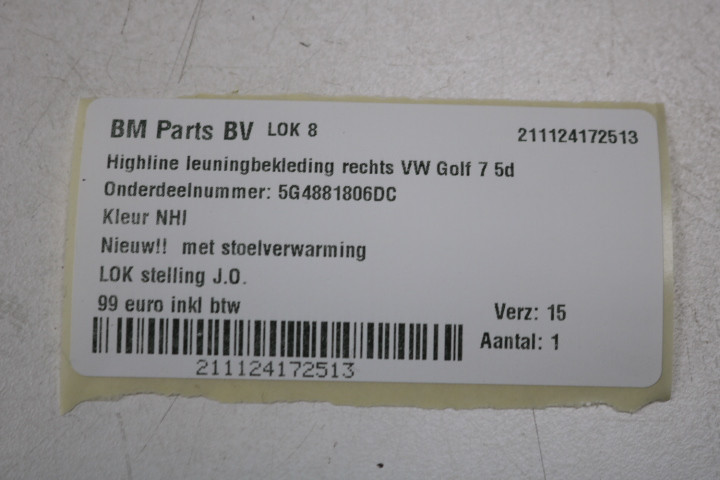 BM Parts BV LOK 8 211124172513
Highline leuningbekleding rechts VW Golf 7 5d
Onderdeelnummer: 5G4881806DC
Kleur NHI
Nieuw!! met stoelverwarming
LOK stelling J.O.
99 euro inkl btw
Verz: 15
Aantal: 1
211124172513